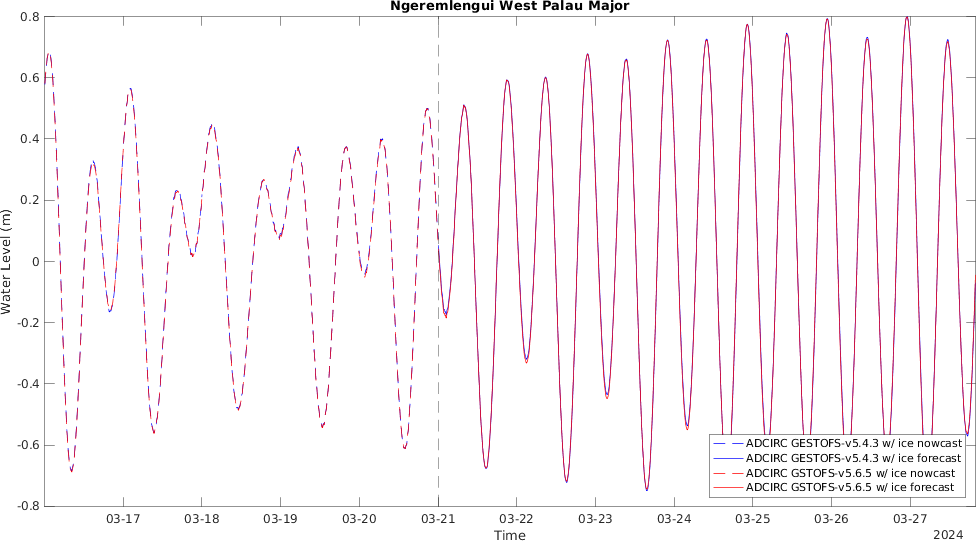 Ngeremlengui West Palau Major
0.8
0.6
0.4
0.2
0
-0.2
-0.4
-0.6
-0.8
Water Level (m)
ADCIRC GESTOFS-v5.4.3 w/ ice nowcast
ADCIRC GESTOFS-v5.4.3 w/ ice forecast
ADCIRC GSTOFS-v5.6.5 w/ ice nowcast
ADCIRC GSTOFS-v5.6.5 w/ ice forecast
03-17 03-18 03-19 03-20 03-21 03-22 03-23 03-24 03-25 03-26 03-27
Time
2024